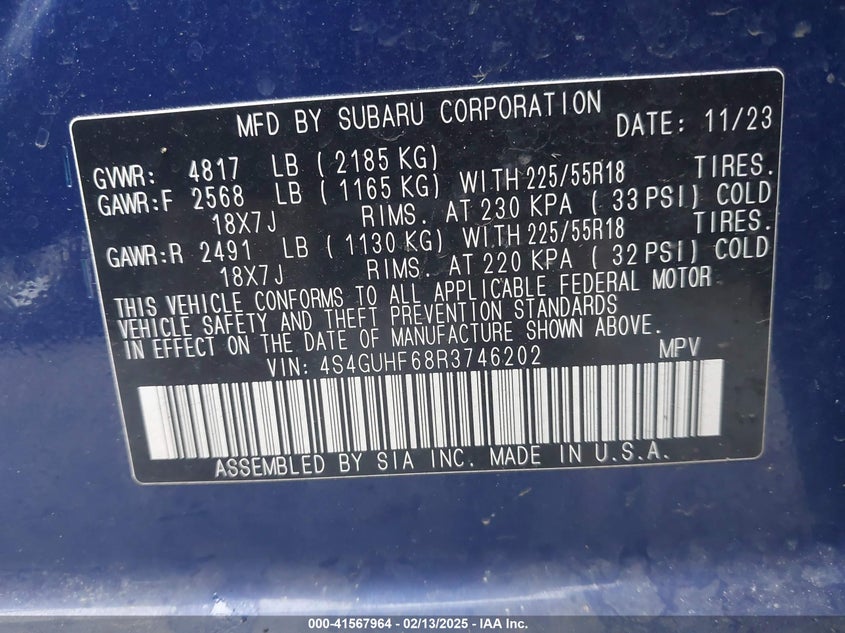 MFD BY SUBARU CORPORATION DATE: 11/23
GVWR: 4817 LB ( 2185 KG)
GAWR:F 2568 LB ( 1165 KG) WITH 225/55R18 TIRES.
18X7J RIMS. AT 230 KPA ( 33 PSI) COLD
GAWR:R 2491 LB ( 1130 KG) WITH 225/55R18 TIRES.
18X7J RIMS. AT 220 KPA ( 32 PSI) COLD
THIS VEHICLE CONFORMS TO ALL APPLICABLE FEDERAL MOTOR
VEHICLE SAFETY AND THEFT PREVENTION STANDARDS
IN EFFECT ON THE DATE OF MANUFACTURE SHOWN ABOVE.
VIN: 4S4GUHF68R3746202 MPV
ASSEMBLED BY SIA INC. MADE IN U.S.A.
000-41567964 - 02/13/2025 - IAA Inc.